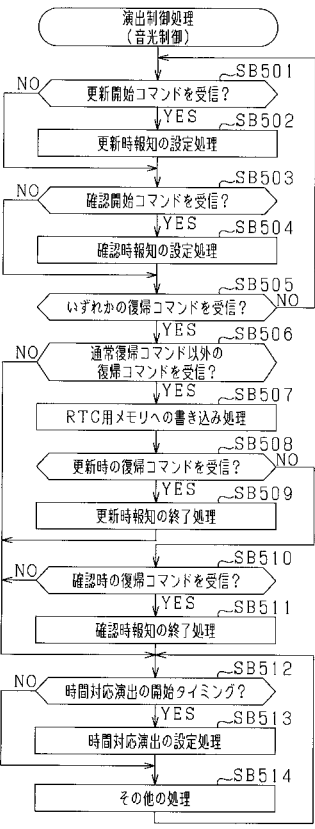 演出制御処理
(音光制御)
SB501
NO
更新開始コマンドを受信？
YES
SB502
更新時報知の設定処理
SB503
NO
確認開始コマンドを受信？
YES
SB504
確認時報知の設定処理
SB505
いずれかの復帰コマンドを受信？
NO
YES
SB506
NO
通常復帰コマンド以外の
復帰コマンドを受信？
YES
SB507
RTC用メモリへの書き込み処理
SB508
更新時の復帰コマンドを受信？
NO
YES
SB509
更新時報知の終了処理
SB510
NO
確認時の復帰コマンドを受信？
YES
SB511
確認時報知の終了処理
SB512
NO
時間対応演出の開始タイミング？
YES
SB513
時間対応演出の設定処理
SB514
その他の処理